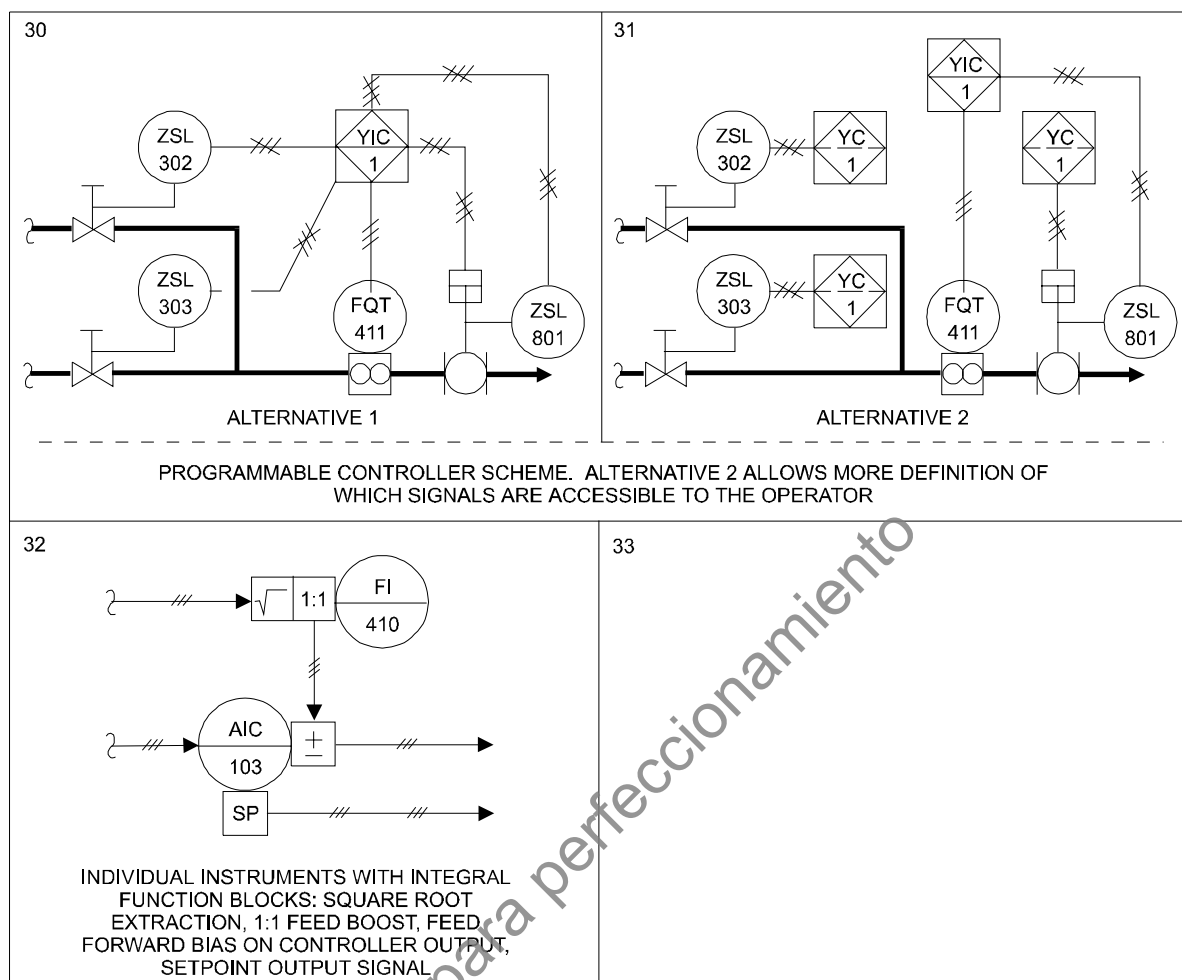 30
ZSL
302
YIC
1
ZSL
303
FQT
411
ZSL
801
ALTERNATIVE 1
31
YIC
1
ZSL
302
YC
1
YC
1
ZSL
303
YC
1
FQT
411
ZSL
801
ALTERNATIVE 2
PROGRAMMABLE CONTROLLER SCHEME. ALTERNATIVE 2 ALLOWS MORE DEFINITION OF
WHICH SIGNALS ARE ACCESSIBLE TO THE OPERATOR
32
√ 1:1
FI
410
AIC
103
±
SP
INDIVIDUAL INSTRUMENTS WITH INTEGRAL
FUNCTION BLOCKS: SQUARE ROOT
EXTRACTION, 1:1 FEED BOOST, FEED
FORWARD BIAS ON CONTROLLER OUTPUT,
SETPOINT OUTPUT SIGNAL
33
para perfeccionamiento